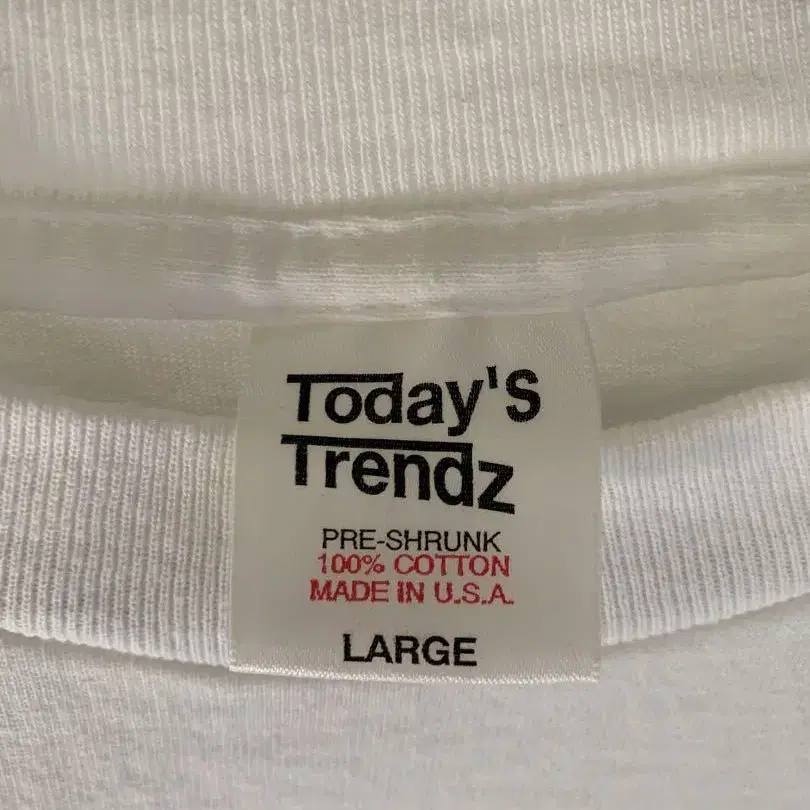 Today's
Trendz
PRE-SHRUNK
100% COTTON
MADE IN U.S.A.
LARGE